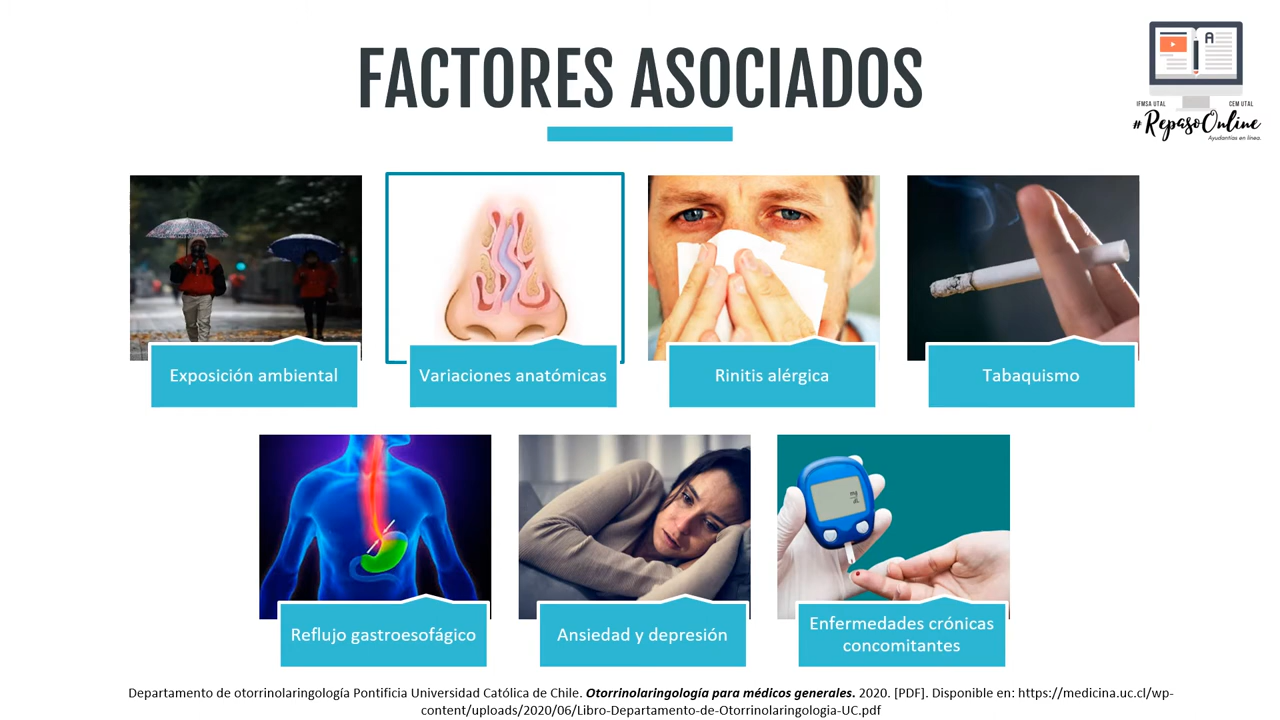 FACTORES ASOCIADOS
A
IFMSA UTAL
CEM UTAL
#RepasoOnline
Ayudantías en línea.
Exposición ambiental
Variaciones anatómicas
Rinitis alérgica
Tabaquismo
Reflujo gastroesofágico
Ansiedad y depresión
Enfermedades crónicas
concomitantes
Departamento de otorrinolaringología Pontificia Universidad Católica de Chile. Otorrinolaringología para médicos generales. 2020. [PDF]. Disponible en: https://medicina.uc.cl/wp-
content/uploads/2020/06/Libro-Departamento-de-Otorrinolaringologia-UC.pdf